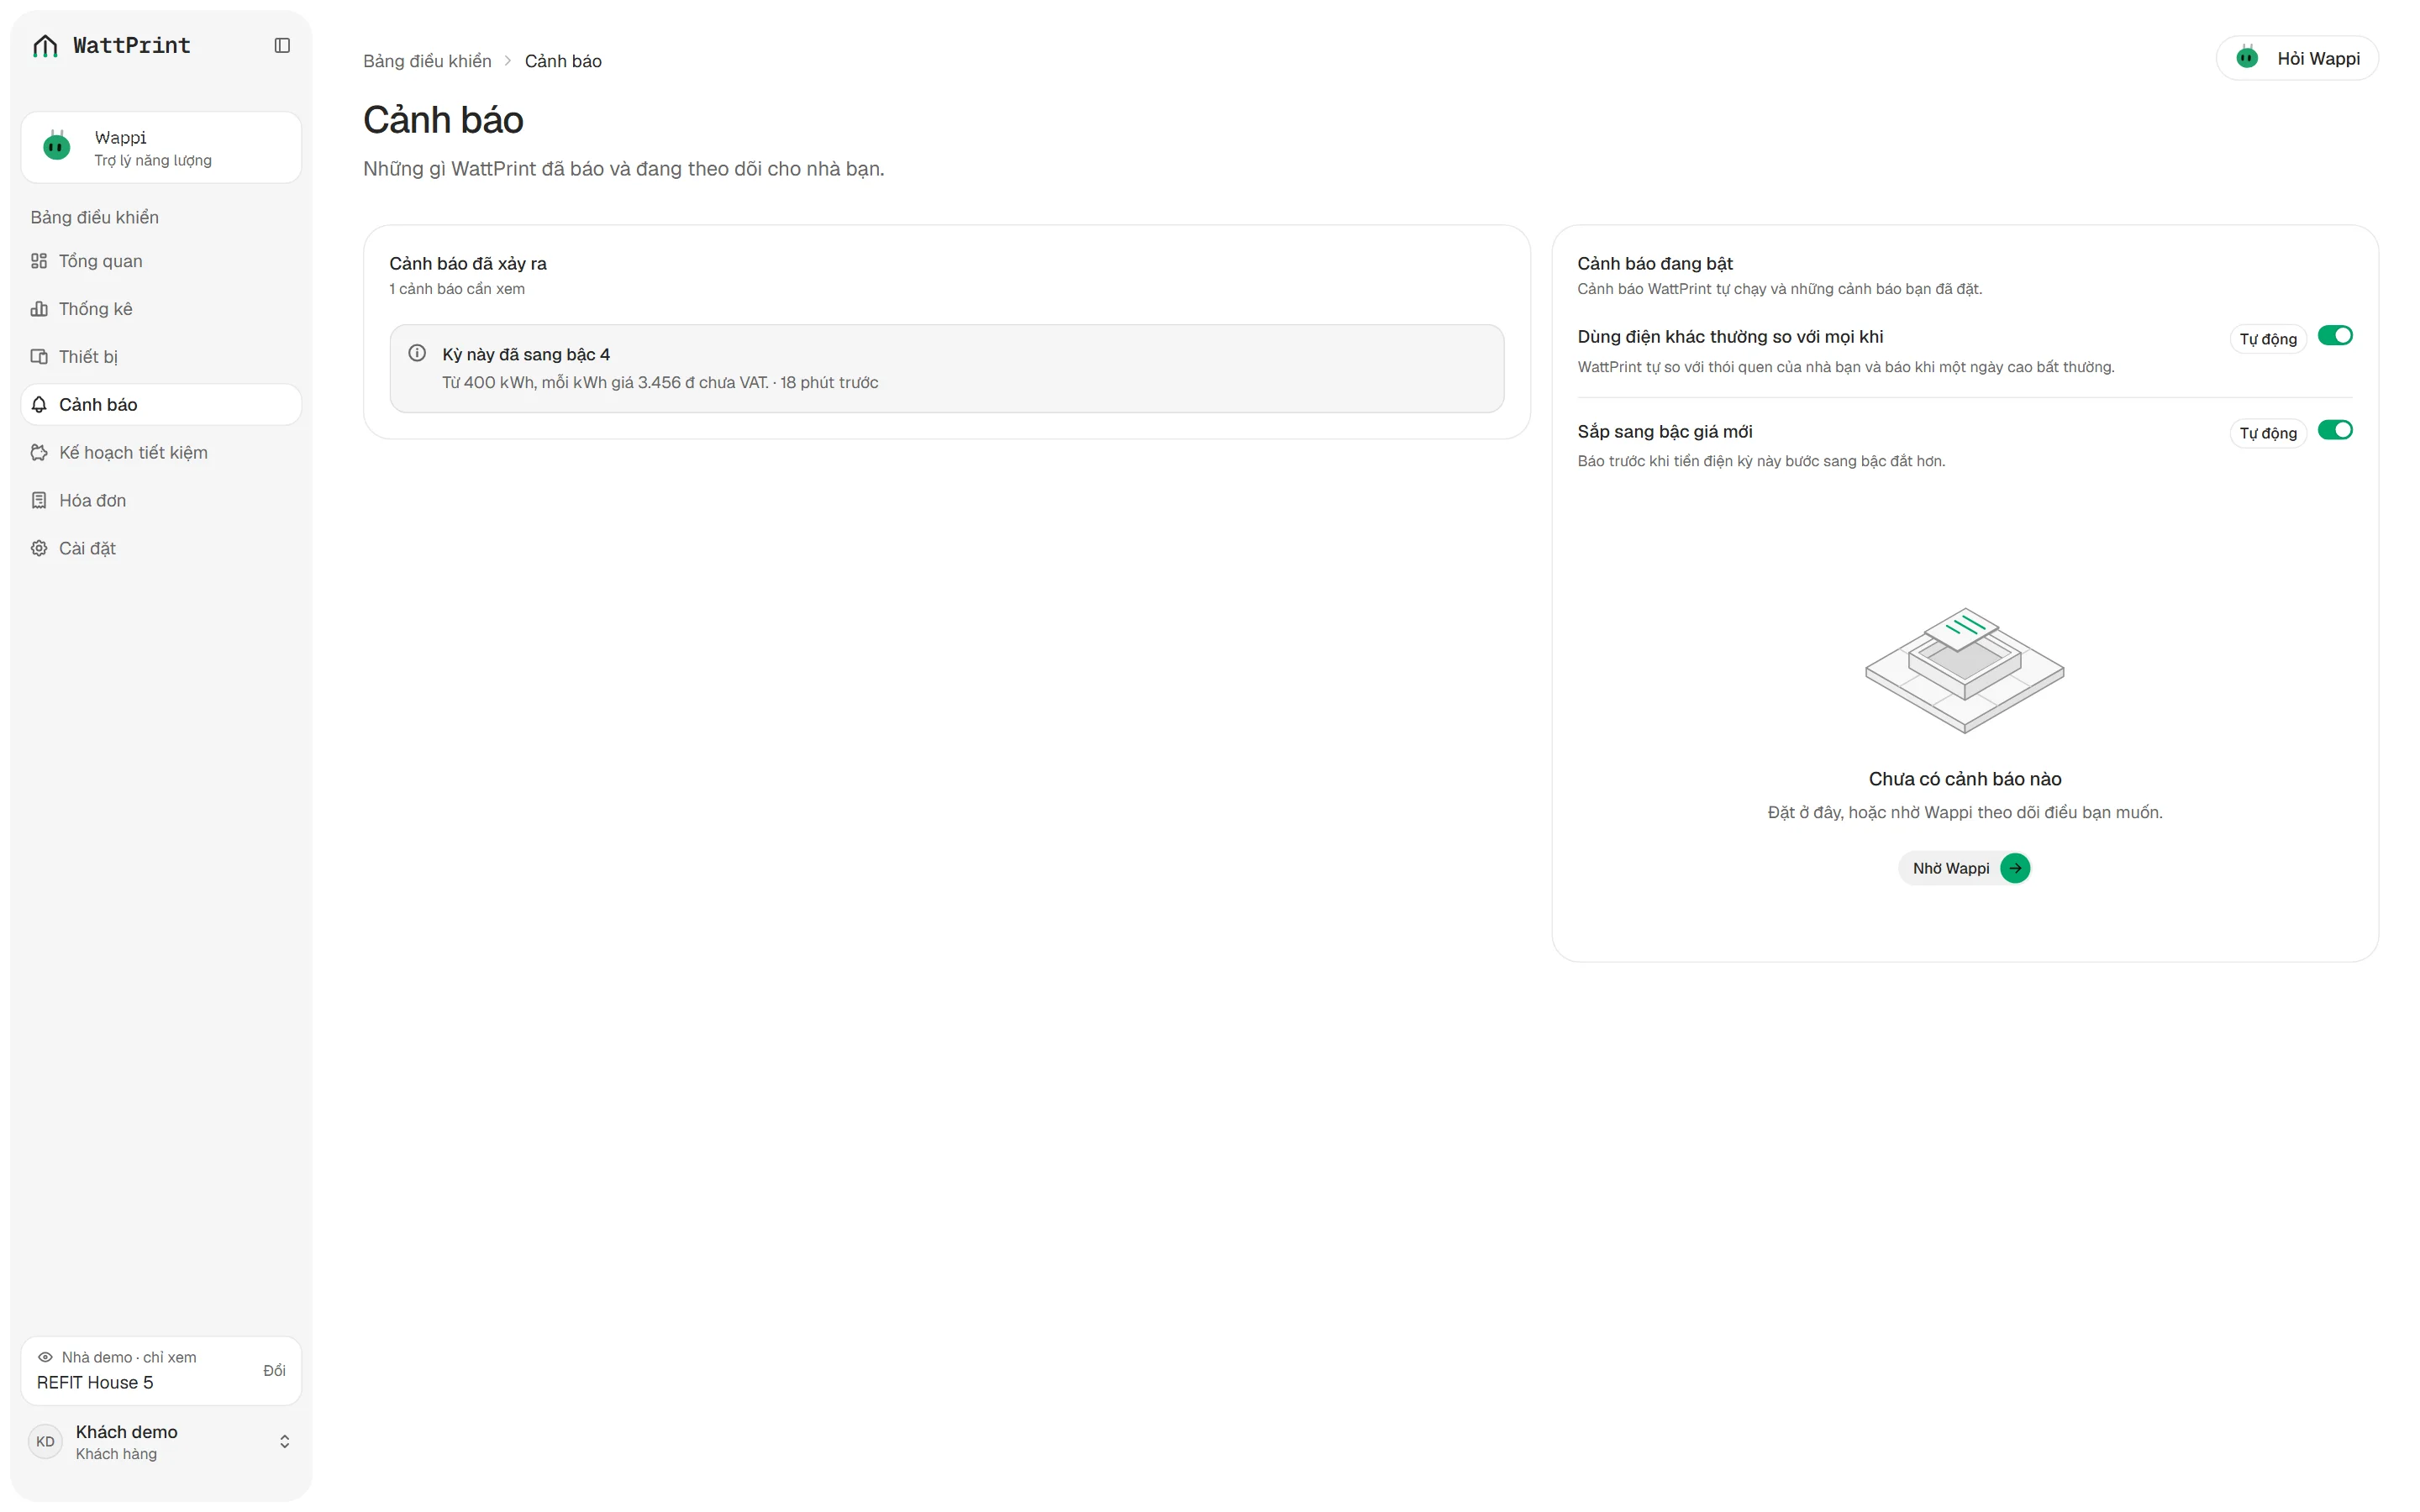 WattPrint
Wappi
Trợ lý năng lượng
Bảng điều khiển
Tổng quan
Thống kê
Thiết bị
Cảnh báo
Kế hoạch tiết kiệm
Hóa đơn
Cài đặt
Nhà demo · chỉ xem
REFIT House 5
Đổi
KD
Khách demo
Khách hàng
Bảng điều khiển > Cảnh báo
Hỏi Wappi
Cảnh báo
Những gì WattPrint đã báo và đang theo dõi cho nhà bạn.
Cảnh báo đã xảy ra
1 cảnh báo cần xem
Kỳ này đã sang bậc 4
Từ 400 kWh, mỗi kWh giá 3.456 đ chưa VAT. · 18 phút trước
Cảnh báo đang bật
Cảnh báo WattPrint tự chạy và những cảnh báo bạn đã đặt.
Dùng điện khác thường so với mọi khi
Tự động
WattPrint tự so với thói quen của nhà bạn và báo khi một ngày cao bất thường.
Sắp sang bậc giá mới
Tự động
Báo trước khi tiền điện kỳ này bước sang bậc đắt hơn.
Chưa có cảnh báo nào
Đặt ở đây, hoặc nhờ Wappi theo dõi điều bạn muốn.
Nhờ Wappi